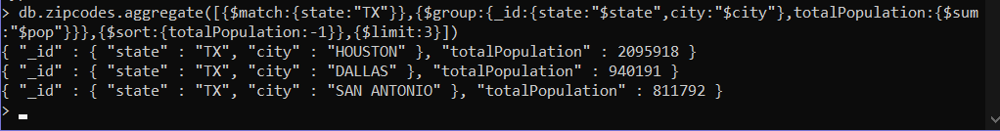 > db.zipcodes.aggregate([{$match:{state:"TX"}},{$group:{_id:{state:"$state",city:"$city"},totalPopulation:{$sum
:"$pop"}}},{$sort:{totalPopulation:-1}},{$limit:3}])
{ "_id" : { "state" : "TX", "city" : "HOUSTON" }, "totalPopulation" : 2095918 }
{ "_id" : { "state" : "TX", "city" : "DALLAS" }, "totalPopulation" : 940191 }
{ "_id" : { "state" : "TX", "city" : "SAN ANTONIO" }, "totalPopulation" : 811792 }
>